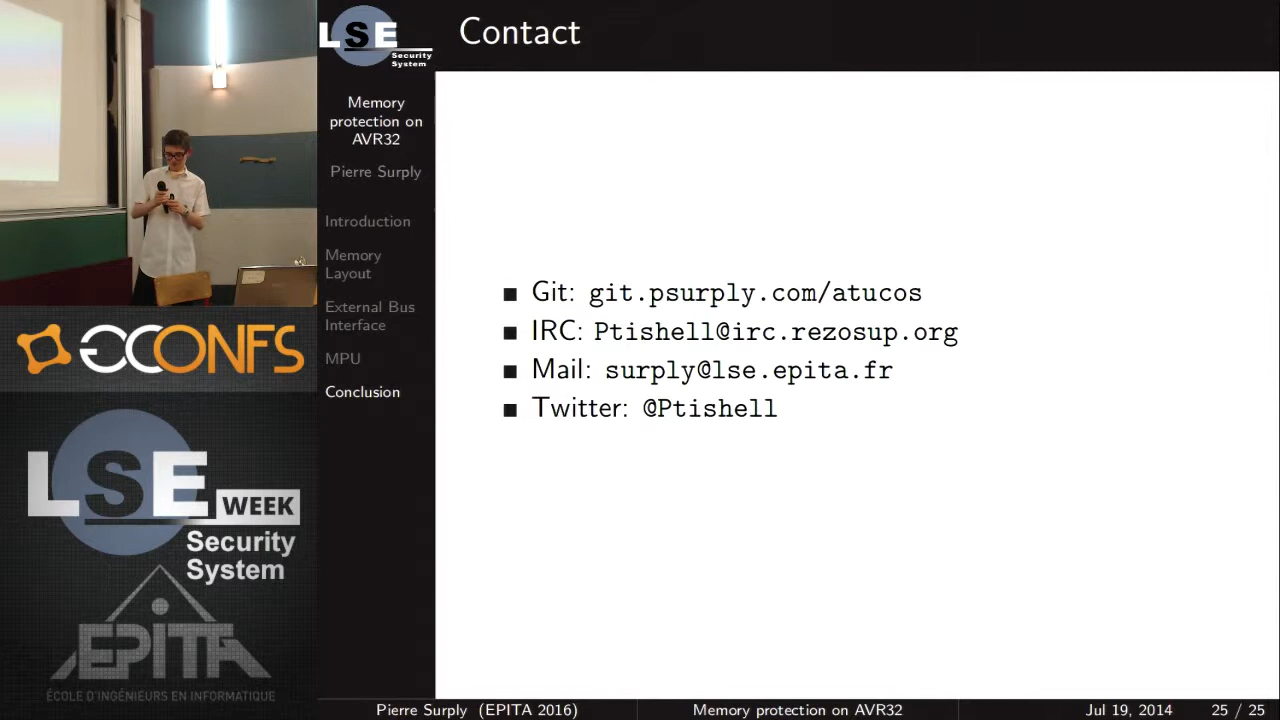 LSE
Security
System
Contact
Memory
protection on
AVR32
Pierre Surply
Introduction
Memory
Layout
External Bus
Interface
MPU
Conclusion
■ Git: git.psurply.com/atucos
■ IRC: Ptishell@irc.rezosup.org
■ Mail: surply@lse.epita.fr
■ Twitter: @Ptishell
GCONFS
LSE
WEEK
Security
System
EPITA
ÉCOLE D'INGÉNIEURS EN INFORMATIQUE
Pierre Surply (EPITA 2016)
Memory protection on AVR32
Jul 19, 2014
25 / 25